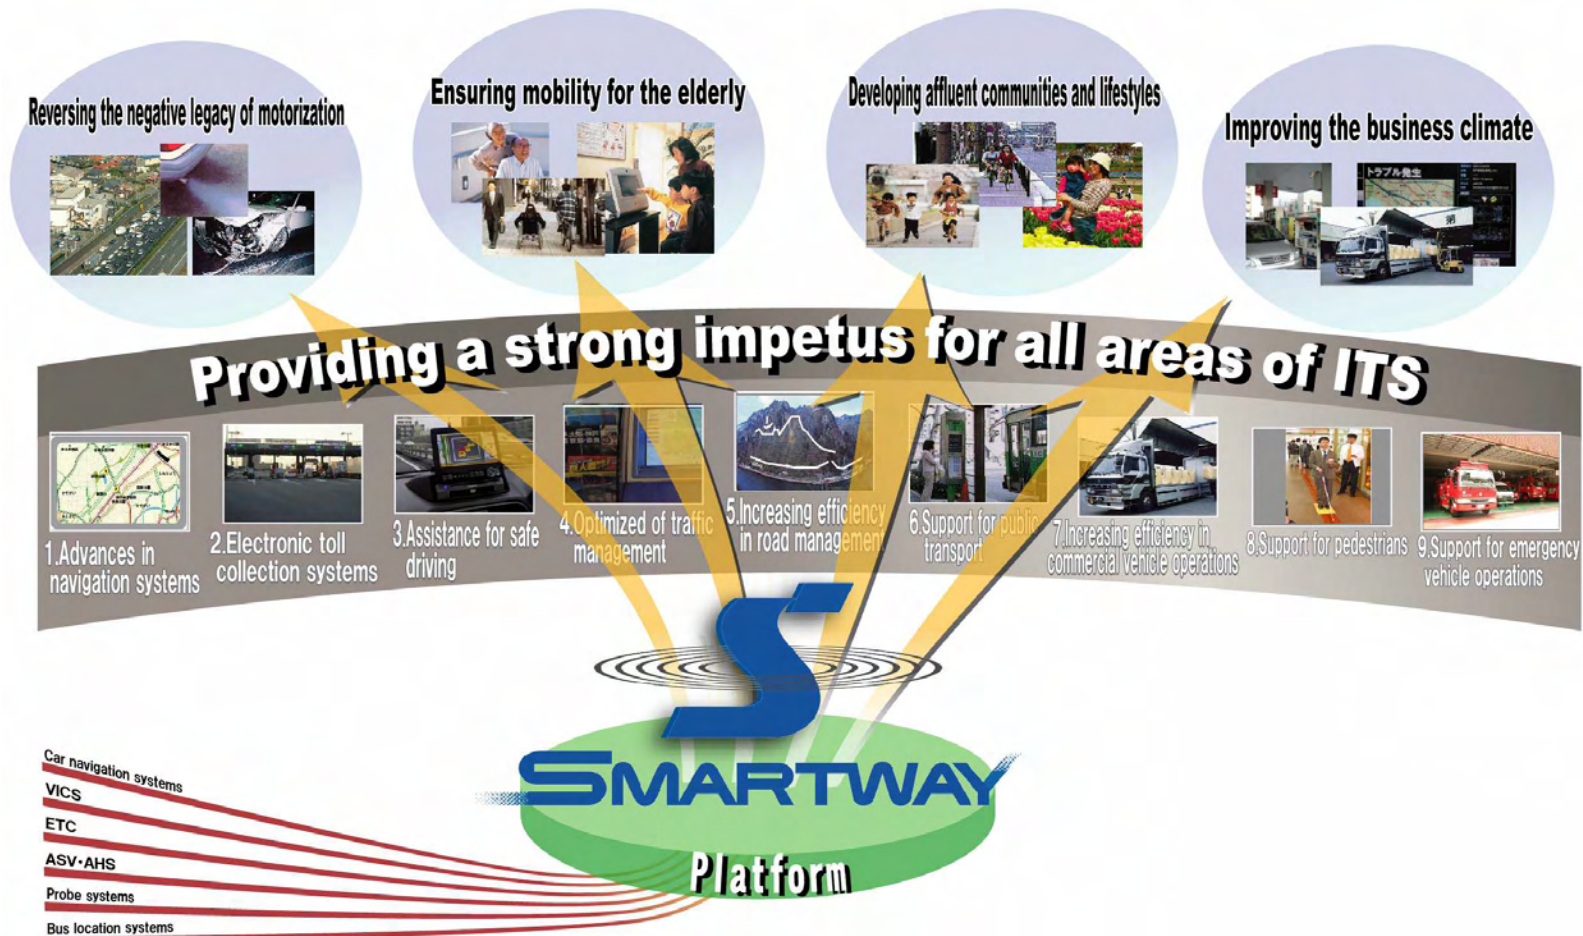 Reversing the negative legacy of motorization
Ensuring mobility for the elderly
Developing affluent communities and lifestyles
Improving the business climate
トラブル発生
第
Providing a strong impetus for all areas of ITS
1.Advances in
navigation systems
2.Electronic toll
collection systems
3.Assistance for safe
driving
4.Optimized of traffic
management
5.Increasing efficiency
in road management
6.Support for public
transport
7.Increasing efficiency in
commercial vehicle operations
8.Support for pedestrians
9.Support for emergency
vehicle operations
S
SMARTWAY
Platform
Car navigation systems
VICS
ETC
ASV・AHS
Probe systems
Bus location systems